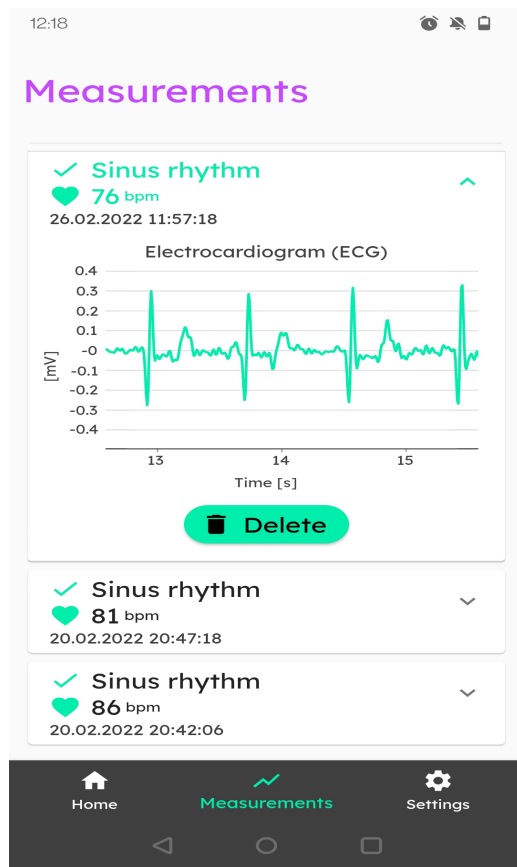 12:18
Measurements
Sinus rhythm
76 bpm
26.02.2022 11:57:18
Electrocardiogram (ECG)
0.4
0.3
0.2
0.1
-0
-0.1
-0.2
-0.3
-0.4
[mV]
13 14 15
Time [s]
Delete
Sinus rhythm
81 bpm
20.02.2022 20:47:18
Sinus rhythm
86 bpm
20.02.2022 20:42:06
Home Measurements Settings